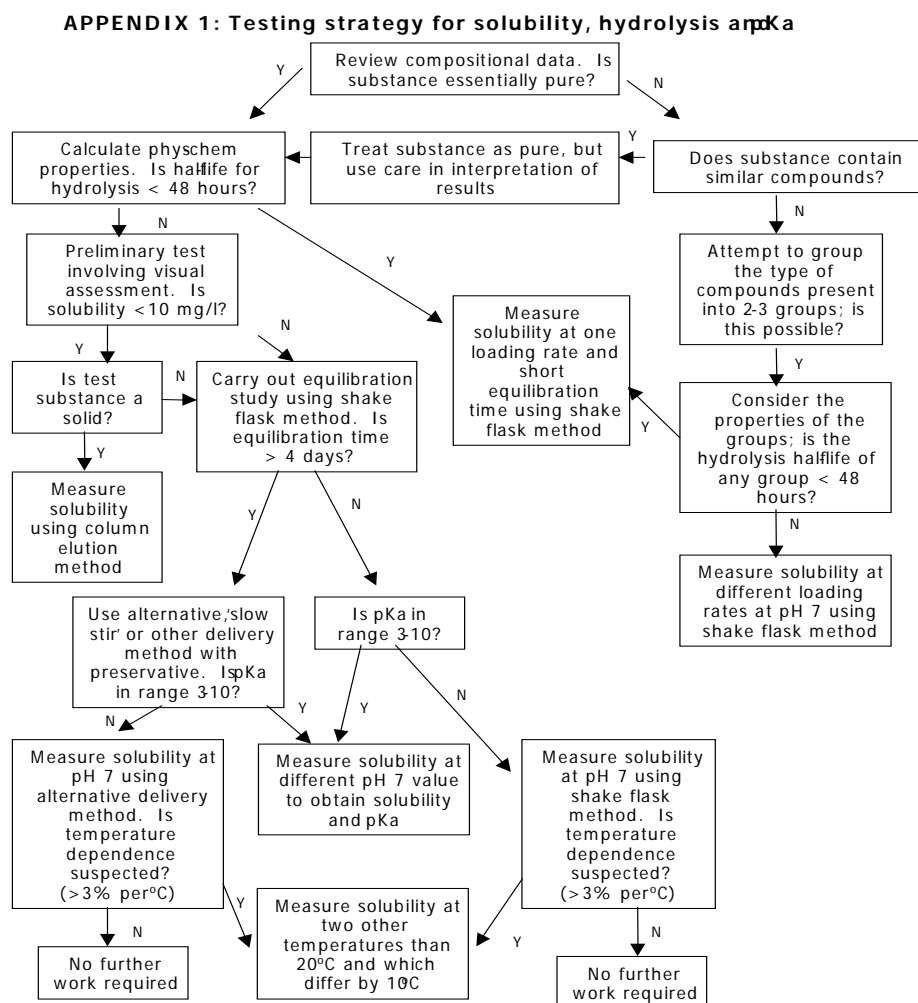 APPENDIX 1: Testing strategy for solubility, hydrolysis and pKa
Review compositional data. Is
substance essentially pure?
Y
N
Calculate phys-chem
properties. Is half-life for
hydrolysis < 48 hours?
Treat substance as pure, but
use care in interpretation of
results
Y
Does substance contain
similar compounds?
N
N
Preliminary test
involving visual
assessment. Is
solubility <10 mg/l?
Y
Attempt to group
the type of
compounds present
into 2-3 groups; is
this possible?
Measure
solubility at one
loading rate and
short
equilibration
time using shake
flask method
Y
N
Y
Is test
substance a
solid?
N
Carry out equilibration
study using shake
flask method. Is
equilibration time
> 4 days?
Y
Consider the
properties of the
groups; is the
hydrolysis half-life of
any group < 48
hours?
Y
Measure
solubility
using column
elution
method
Y
N
N
Measure solubility at
different loading
rates at pH 7 using
shake flask method
Use alternative, 'slow
stir' or other delivery
method with
preservative. Is pKa
in range 3-10?
Is pKa in
range 3-10?
N
Y
Y
N
Measure solubility at
pH 7 using
alternative delivery
method. Is
temperature
dependence
suspected?
(>3% per ºC)
Measure solubility at
different pH 7 value
to obtain solubility
and pKa
Measure solubility
at pH 7 using
shake flask
method. Is
temperature
dependence
suspected?
(>3% per ºC)
Y
Measure solubility at
two other
temperatures than
20ºC and which
differ by 10ºC
Y
N
No further
work required
N
No further
work required